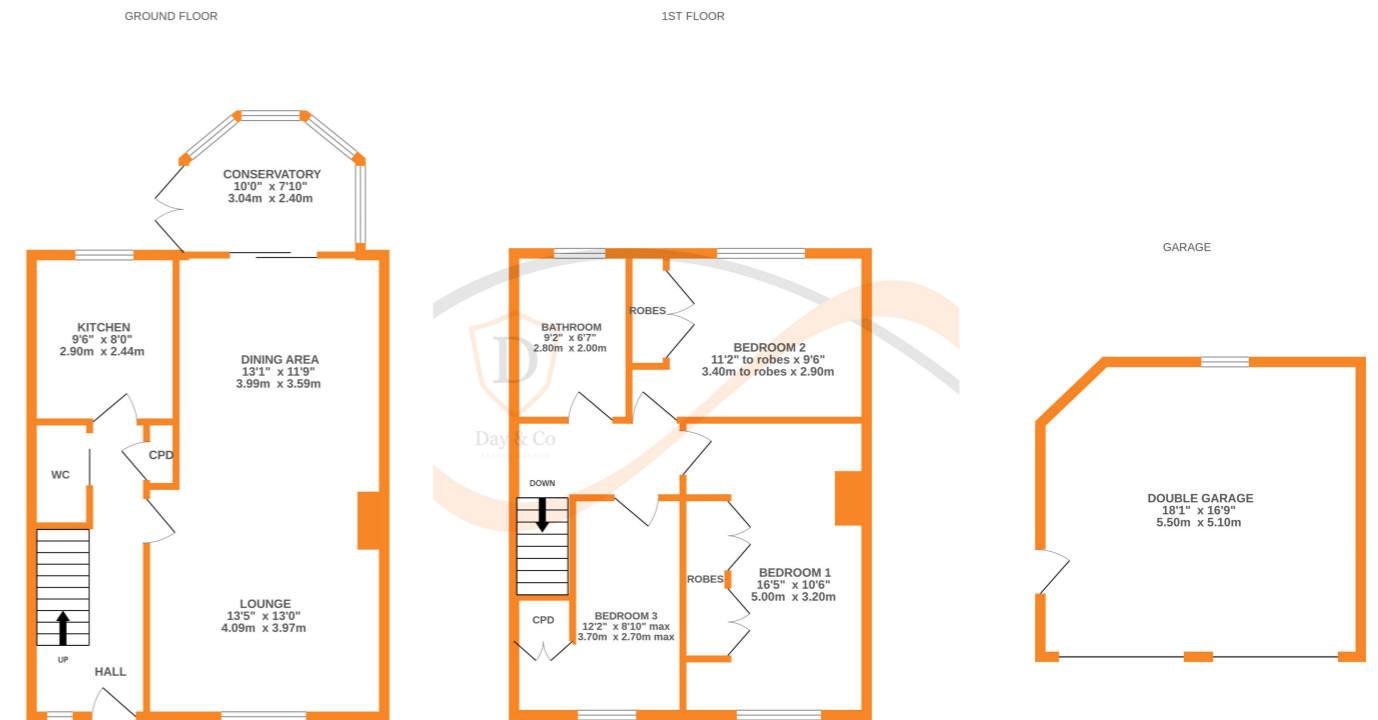 GROUND FLOOR
CONSERVATORY
10'0" x 7'10"
3.04m x 2.40m
KITCHEN
9'6" x 8'0"
2.90m x 2.44m
DINING AREA
13'1" x 11'9"
3.99m x 3.59m
WC
CPD
LOUNGE
13'5" x 13'0"
4.09m x 3.97m
UP
HALL
1ST FLOOR
ROBES
BATHROOM
9'2" x 6'7"
2.80m x 2.00m
BEDROOM 2
11'2" to robes x 9'6"
3.40m to robes x 2.90m
D
Day & Co
DOWN
ROBES
BEDROOM 1
16'5" x 10'6"
5.00m x 3.20m
CPD
BEDROOM 3
12'2" x 8'10" max
3.70m x 2.70m max
GARAGE
DOUBLE GARAGE
18'1" x 16'9"
5.50m x 5.10m